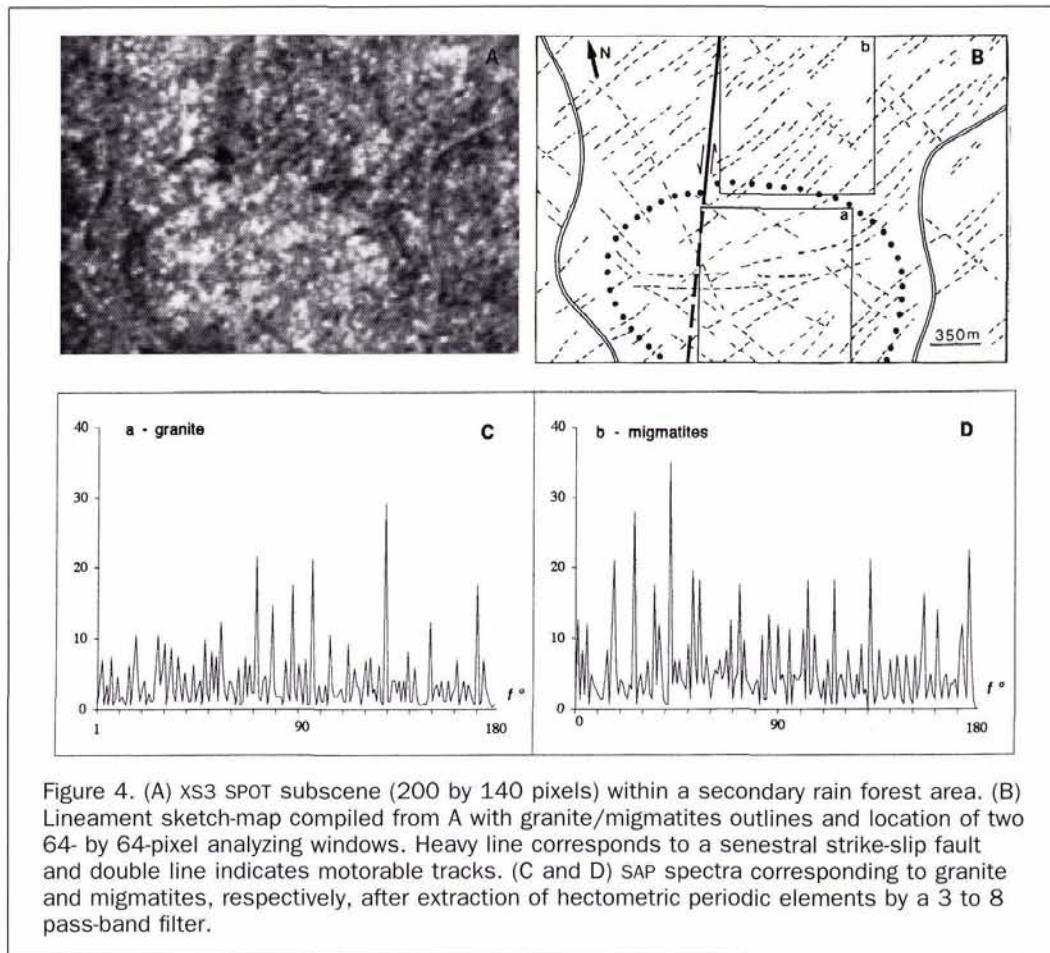 A
N
b
B
a
350m
a - granite
C
40
30
20
10
0
1
90
180
f °
b - migmatites
D
40
30
20
10
0
0
90
180
f °
Figure 4. (A) XS3 SPOT subscene (200 by 140 pixels) within a secondary rain forest area. (B)
Lineament sketch-map compiled from A with granite/migmatites outlines and location of two
64- by 64-pixel analyzing windows. Heavy line corresponds to a senestral strike-slip fault
and double line indicates motorable tracks. (C and D) SAP spectra corresponding to granite
and migmatites, respectively, after extraction of hectometric periodic elements by a 3 to 8
pass-band filter.